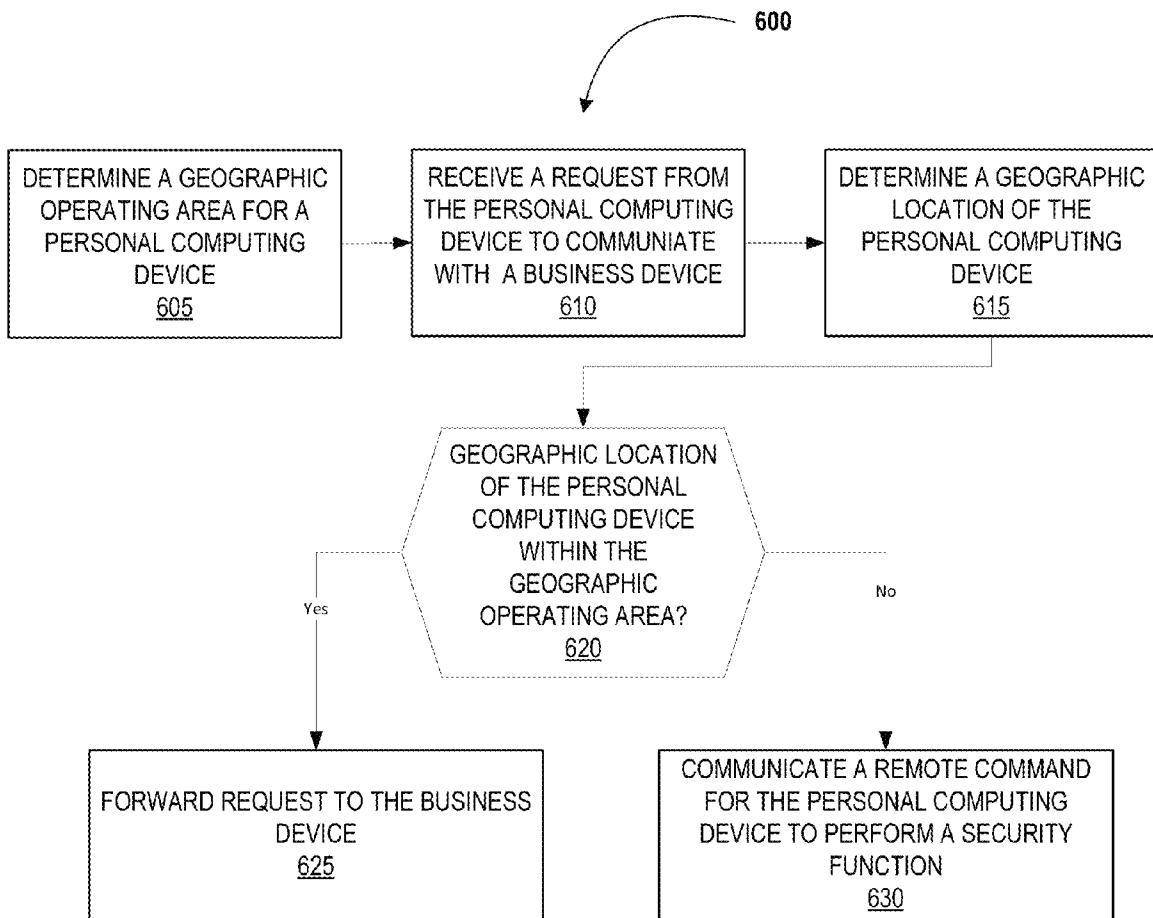 600
DETERMINE A GEOGRAPHIC
OPERATING AREA FOR A
PERSONAL COMPUTING
DEVICE
605
RECEIVE A REQUEST FROM
THE PERSONAL COMPUTING
DEVICE TO COMMUNIATE
WITH A BUSINESS DEVICE
610
DETERMINE A GEOGRAPHIC
LOCATION OF THE
PERSONAL COMPUTING
DEVICE
615
GEOGRAPHIC LOCATION
OF THE PERSONAL
COMPUTING DEVICE
WITHIN THE
GEOGRAPHIC
OPERATING AREA?
620
Yes
No
FORWARD REQUEST TO THE BUSINESS
DEVICE
625
COMMUNICATE A REMOTE COMMAND
FOR THE PERSONAL COMPUTING
DEVICE TO PERFORM A SECURITY
FUNCTION
630